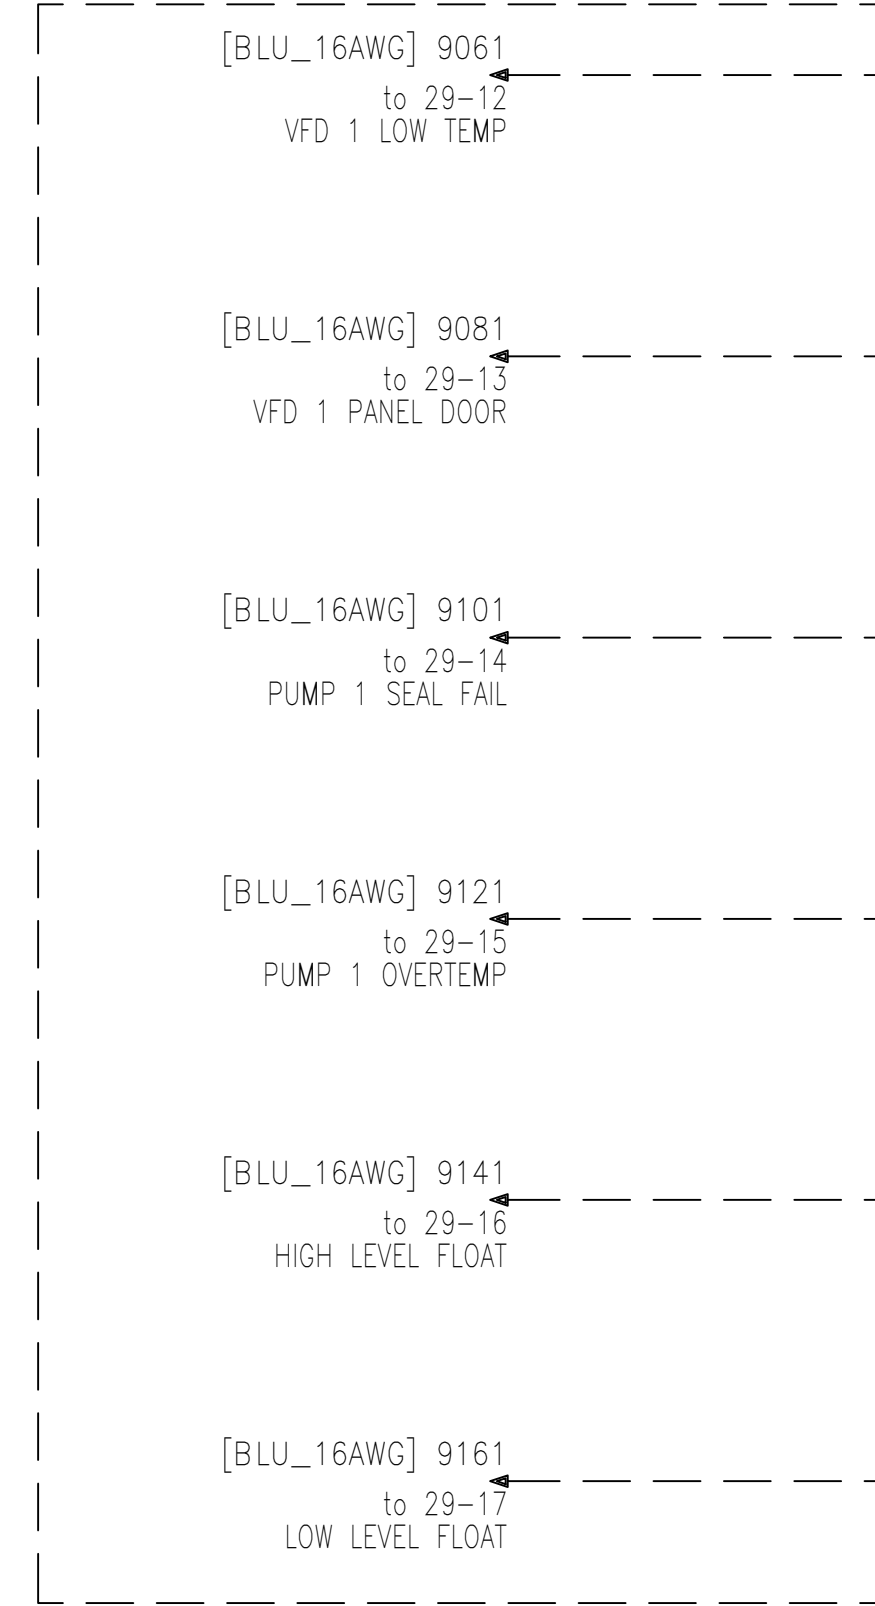 [BLU_16AWG] 9061
to 29-12
VFD 1 LOW TEMP
[BLU_16AWG] 9081
to 29-13
VFD 1 PANEL DOOR
[BLU_16AWG] 9101
to 29-14
PUMP 1 SEAL FAIL
[BLU_16AWG] 9121
to 29-15
PUMP 1 OVERTEMP
[BLU_16AWG] 9141
to 29-16
HIGH LEVEL FLOAT
[BLU_16AWG] 9161
to 29-17
LOW LEVEL FLOAT